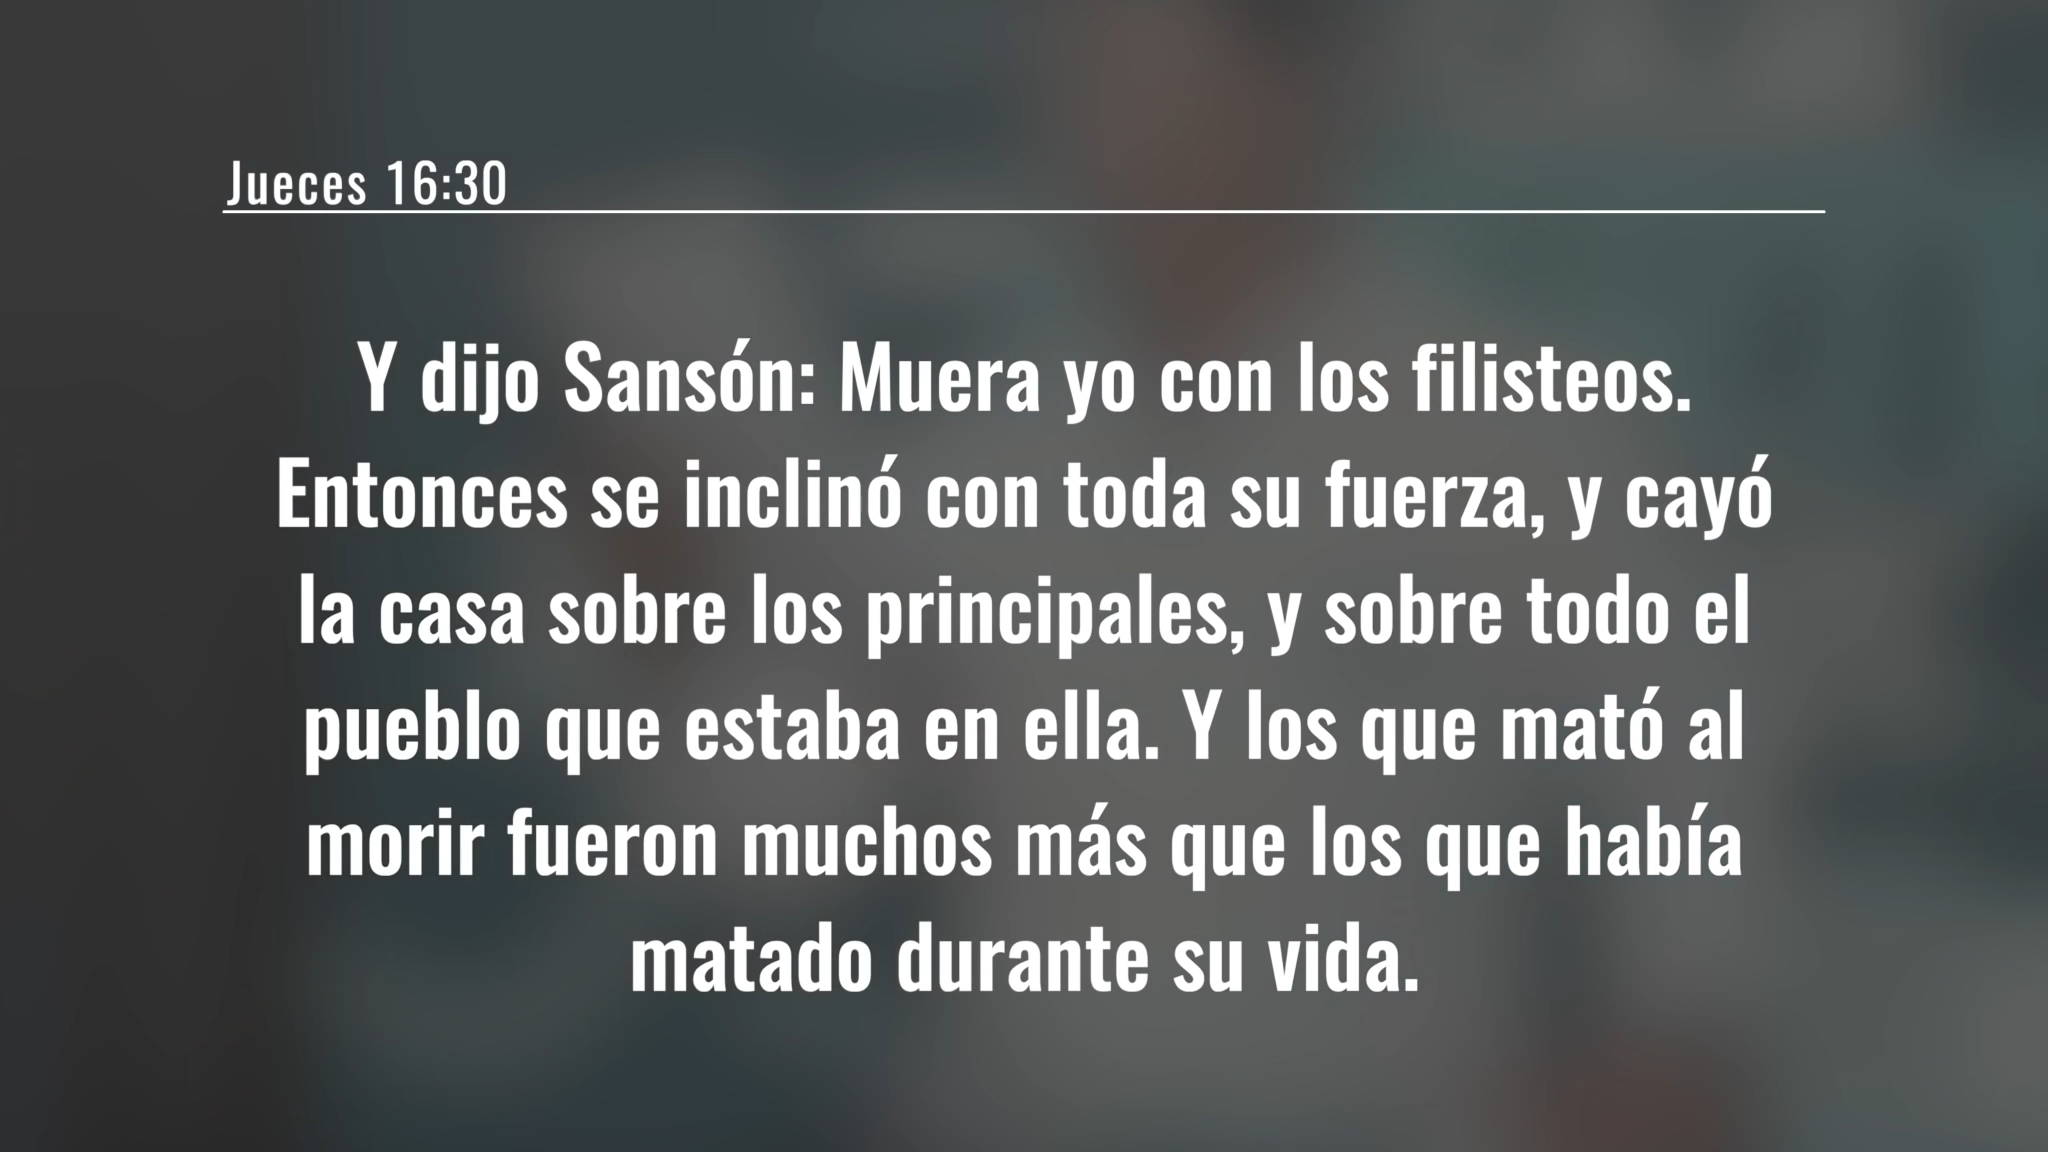 Jueces 16:30
Y dijo Sansón: Muera yo con los filisteos.
Entonces se inclinó con toda su fuerza, y cayó
la casa sobre los principales, y sobre todo el
pueblo que estaba en ella. Y los que mató al
morir fueron muchos más que los que había
matado durante su vida.